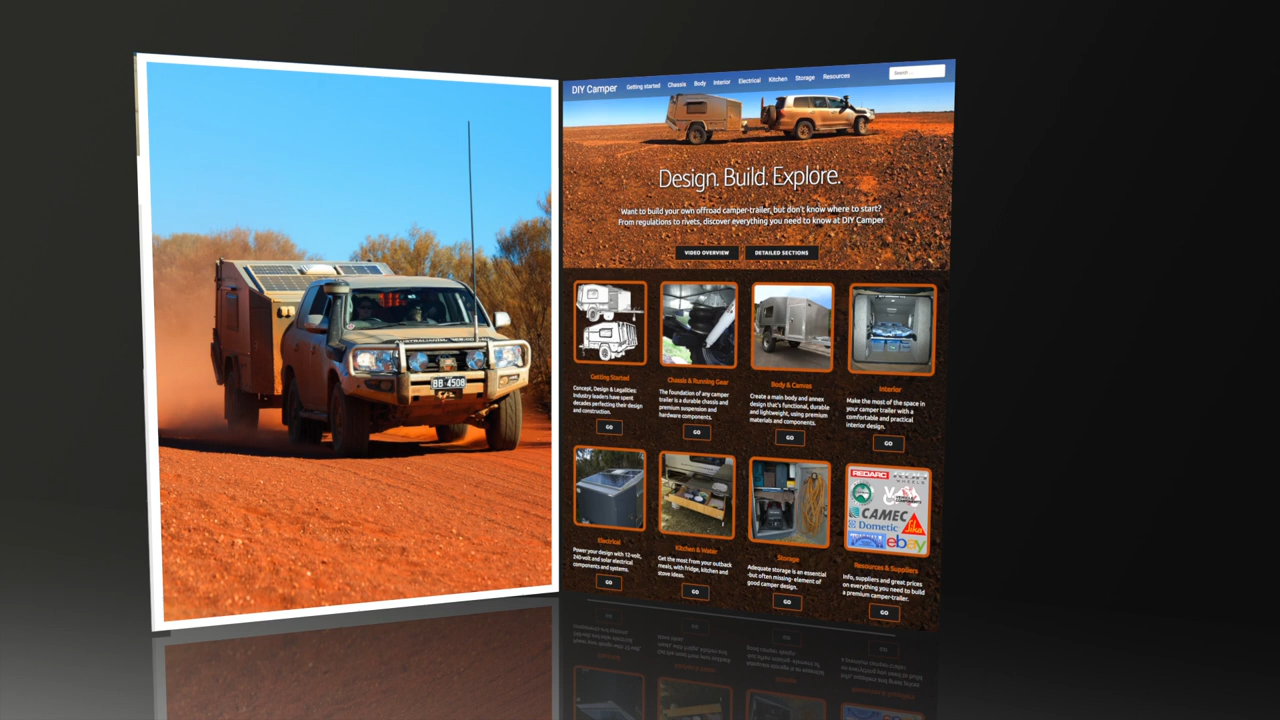 BB 4508
DIY Camper
Getting started
Chassis
Body
Interior
Electrical
Kitchen
Storage
Resources
Search ...
Design. Build. Explore.
Want to build your own offroad camper-trailer, but don't know where to start?
From regulations to rivets, discover everything you need to know at DIY Camper
VIDEO OVERVIEW
DETAILED SECTIONS
Getting Started
Concept, Design & Legalities:
Industry leaders have spent
decades perfecting their design
and construction.
GO
Chassis & Running Gear
The foundation of any camper
trailer is a durable chassis and
premium suspension and
hardware components.
GO
Body & Canvas
Create a main body and annex
design that's functional, durable
and lightweight, using premium
materials and components.
GO
Interior
Make the most of the space in
your camper trailer with a
comfortable and practical
interior design.
GO
Electrical
Power your design with 12-volt,
240-volt and solar electrical
components and systems.
GO
Kitchen & Water
Get the most from your outback
meals, with fridge, kitchen and
stove ideas.
GO
Storage
Adequate storage is an essential
-but often missing- element of
good camper design.
GO
REDARC
WHEELS
VEHICLE
COMPONENTS
CAMEC
Dometic
Sika
ebay
Resources & Suppliers
Info, suppliers and great prices
on everything you need to build
a premium camper-trailer.
GO